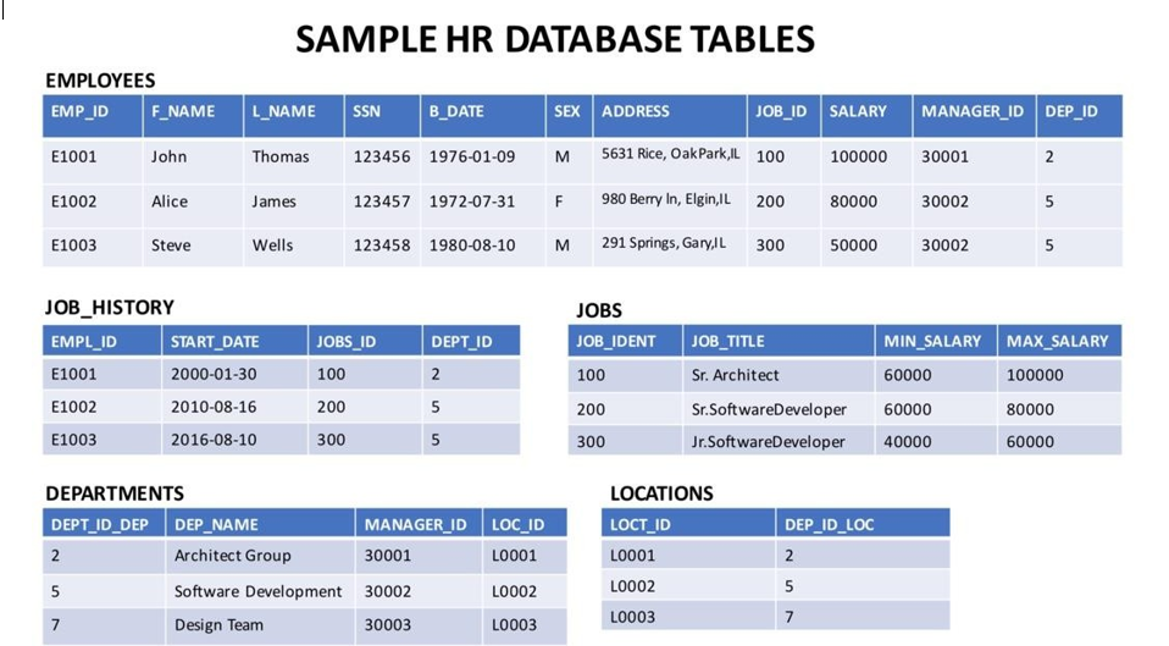 SAMPLE HR DATABASE TABLES
EMPLOYEES
EMP_ID F_NAME L_NAME SSN B_DATE SEX ADDRESS JOB_ID SALARY MANAGER_ID DEP_ID
E1001 John Thomas 123456 1976-01-09 M 5631 Rice, OakPark,IL 100 100000 30001 2
E1002 Alice James 123457 1972-07-31 F 980 Berry ln, Elgin,IL 200 80000 30002 5
E1003 Steve Wells 123458 1980-08-10 M 291 Springs, Gary,IL 300 50000 30002 5
JOB_HISTORY
EMPL_ID START_DATE JOBS_ID DEPT_ID
E1001 2000-01-30 100 2
E1002 2010-08-16 200 5
E1003 2016-08-10 300 5
JOBS
JOB_IDENT JOB_TITLE MIN_SALARY MAX_SALARY
100 Sr. Architect 60000 100000
200 Sr.SoftwareDeveloper 60000 80000
300 Jr.SoftwareDeveloper 40000 60000
DEPARTMENTS
DEPT_ID_DEP DEP_NAME MANAGER_ID LOC_ID
2 Architect Group 30001 L0001
5 Software Development 30002 L0002
7 Design Team 30003 L0003
LOCATIONS
LOCT_ID DEP_ID_LOC
L0001 2
L0002 5
L0003 7